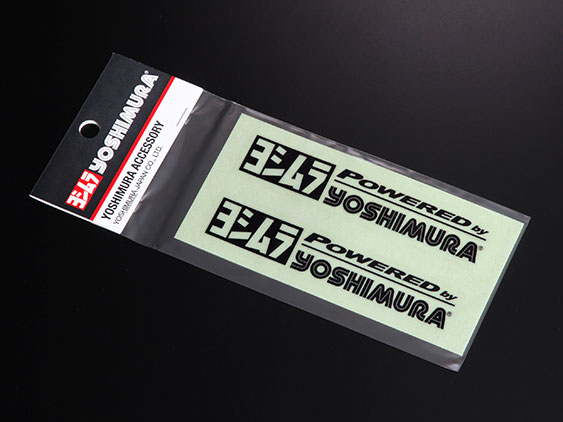 ヨシムラ YOSHIMURA®
YOSHIMURA ACCESSORY
YOSHIMURA JAPAN CO., LTD.
ヨシムラ POWERED by
YOSHIMURA®
ヨシムラ POWERED by
YOSHIMURA®